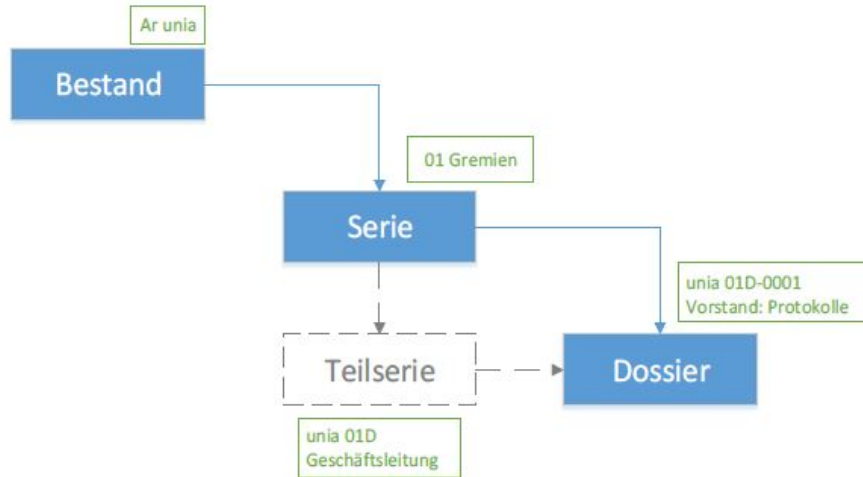 Ar unia
Bestand
01 Gremien
Serie
unia 01D-0001
Vorstand: Protokolle
Teilserie
Dossier
unia 01D
Geschäftsleitung